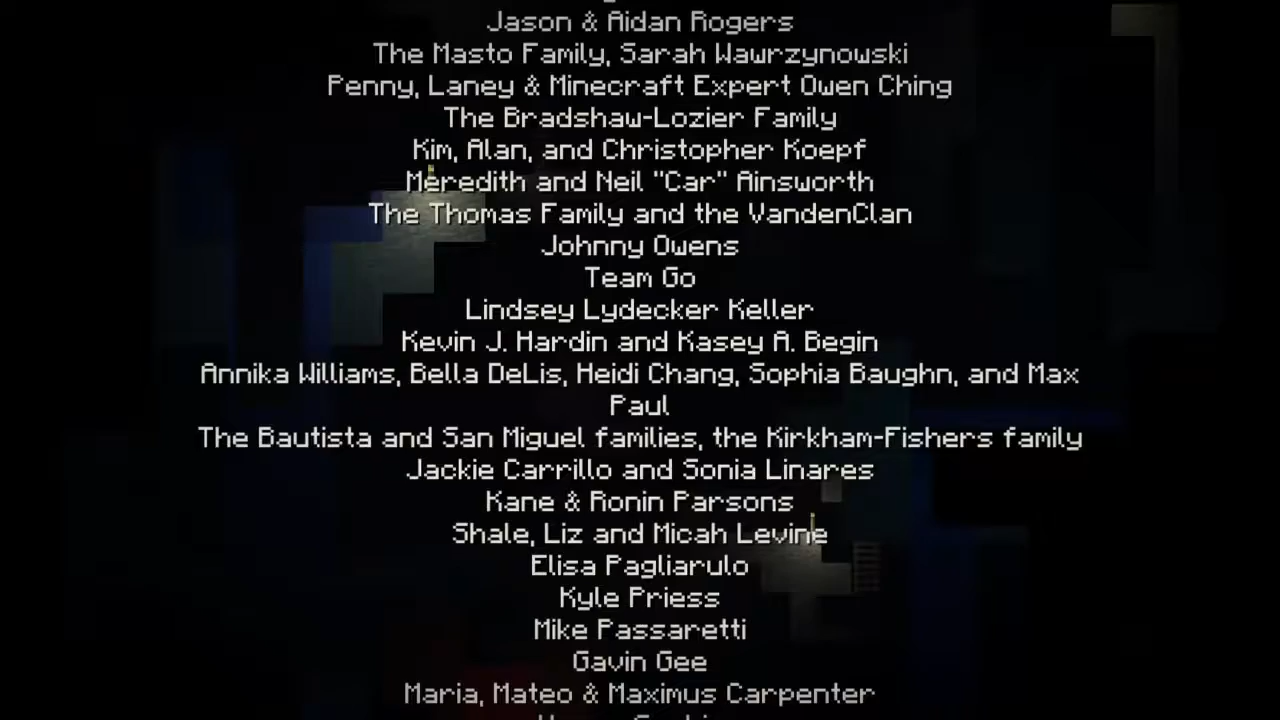 Jason & Aidan Rogers
The Masto Family, Sarah Wawrzynowski
Penny, Laney & Minecraft Expert Owen Ching
The Bradshaw-Lozier Family
Kim, Alan, and Christopher Koepf
Meredith and Neil "Car" Ainsworth
The Thomas Family and the VandenClan
Johnny Owens
Team Go
Lindsey Lydecker Keller
Kevin J. Hardin and Kasey A. Begin
Annika Williams, Bella DeLis, Heidi Chang, Sophia Baughn, and Max
Paul
The Bautista and San Miguel families, the Kirkham-Fishers family
Jackie Carrillo and Sonia Linares
Kane & Ronin Parsons
Shale, Liz and Micah Levine
Elisa Pagliarulo
Kyle Priess
Mike Passaretti
Gavin Gee
Maria, Mateo & Maximus Carpenter